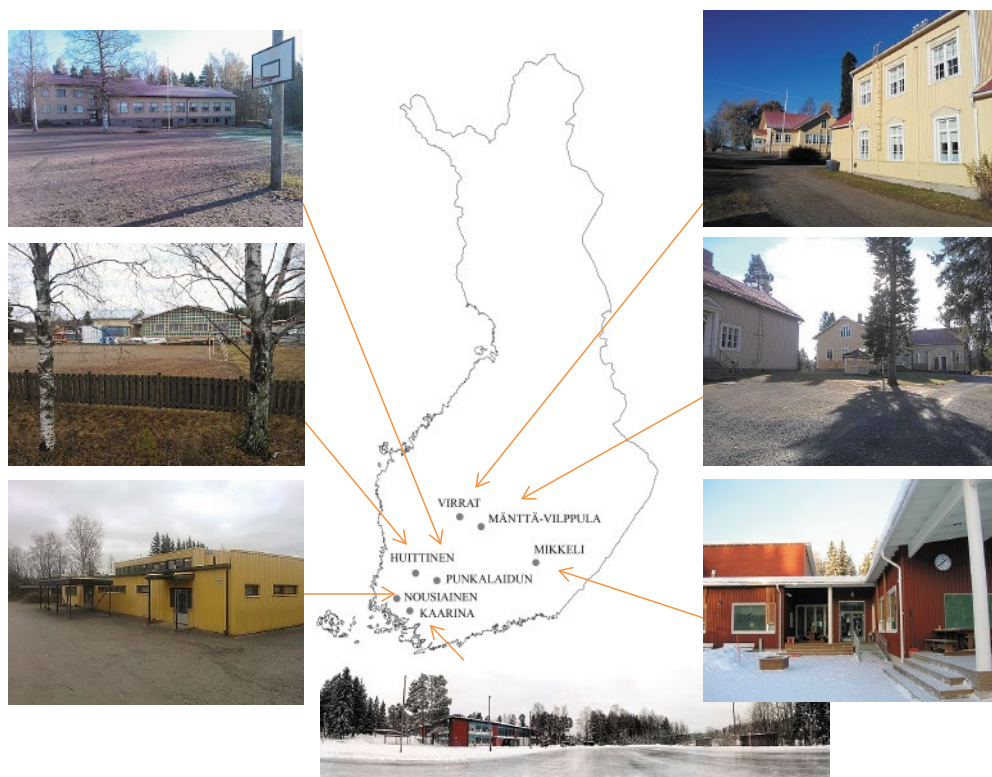 VIRRAT
MÄNTTÄ-VILPPULA
HUITTINEN
MIKKELI
PUNKALAIDUN
NOUSIAINEN
KAARINA